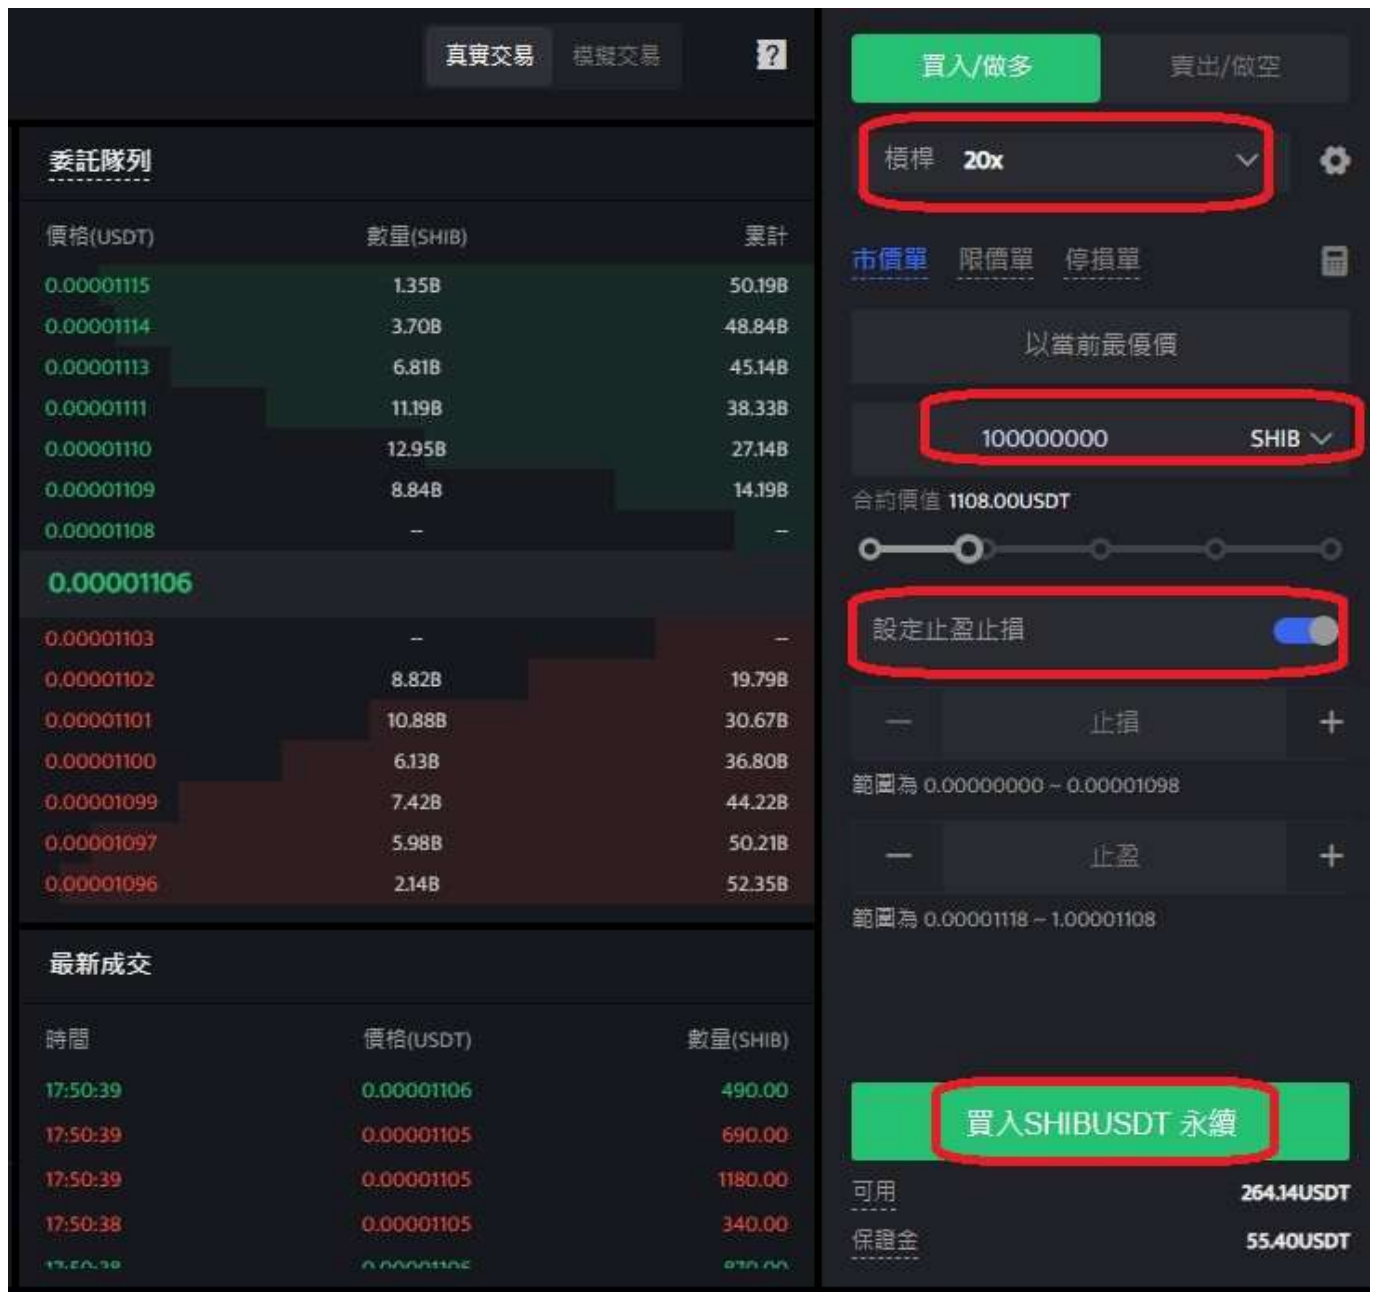 真實交易 模擬交易 ?
委託隊列
價格(USDT) 數量(SHIB) 累計
0.00001115 1.35B 50.19B
0.00001114 3.70B 48.84B
0.00001113 6.81B 45.14B
0.00001111 11.19B 38.33B
0.00001110 12.95B 27.14B
0.00001109 8.84B 14.19B
0.00001108 -- --
0.00001106
0.00001103 -- --
0.00001102 8.82B 19.79B
0.00001101 10.88B 30.67B
0.00001100 6.13B 36.80B
0.00001099 7.42B 44.22B
0.00001097 5.98B 50.21B
0.00001096 2.14B 52.35B
最新成交
時間 價格(USDT) 數量(SHIB)
17:50:39 0.00001106 490.00
17:50:39 0.00001105 690.00
17:50:39 0.00001105 1180.00
17:50:38 0.00001105 340.00
17:50:38 0.00001106 870.00
買入/做多 賣出/做空
槓桿 20x
市價單 限價單 停損單
以當前最優價
100000000 SHIB
合約價值 1108.00USDT
設定止盈止損
— 止損 +
範圍為 0.00000000 ~ 0.00001098
— 止盈 +
範圍為 0.00001118 ~ 1.00001108
買入SHIBUSDT 永續
可用 264.14USDT
保證金 55.40USDT